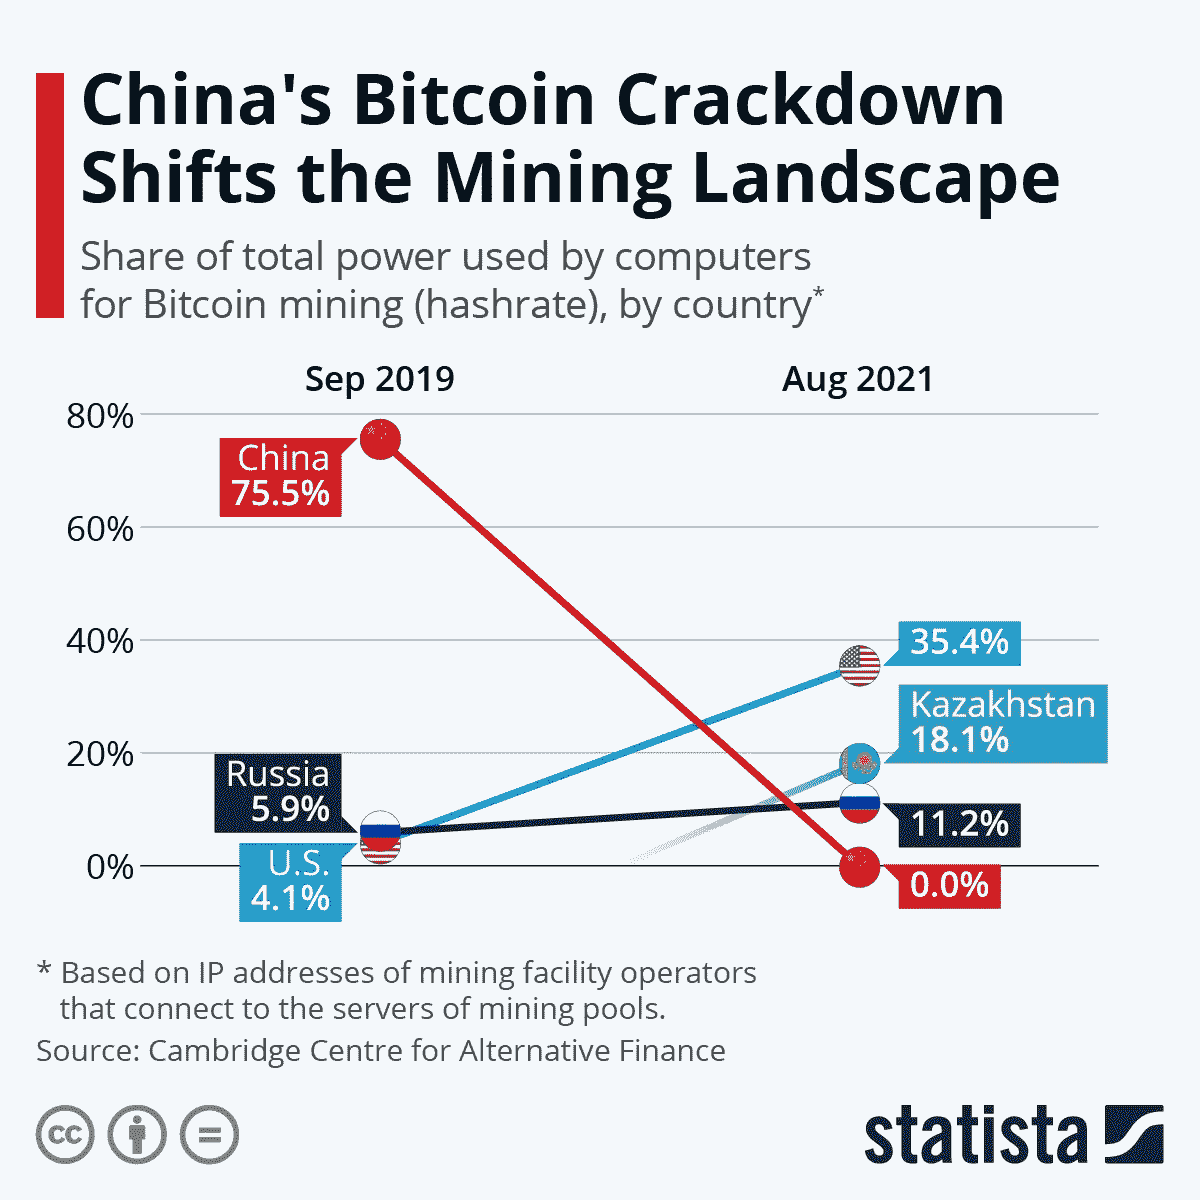 China's Bitcoin Crackdown
Shifts the Mining Landscape
Share of total power used by computers
for Bitcoin mining (hashrate), by country*
Sep 2019
Aug 2021
80%
60%
40%
20%
0%
China
75.5%
Russia
5.9%
U.S.
4.1%
35.4%
Kazakhstan
18.1%
11.2%
0.0%
* Based on IP addresses of mining facility operators
that connect to the servers of mining pools.
Source: Cambridge Centre for Alternative Finance
cc
statista